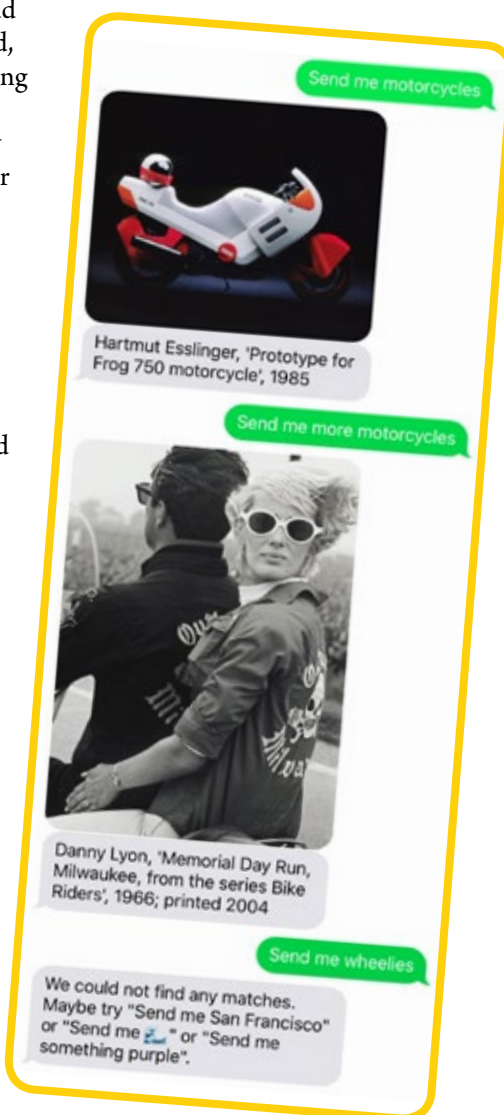 d
d,
ng
r
d
Send me motorcycles
Hartmut Esslinger, 'Prototype for
Frog 750 motorcycle', 1985
Send me more motorcycles
Danny Lyon, 'Memorial Day Run,
Milwaukee, from the series Bike
Riders', 1966; printed 2004
Send me wheelies
We could not find any matches.
Maybe try "Send me San Francisco"
or "Send me 🌊" or "Send me
something purple".